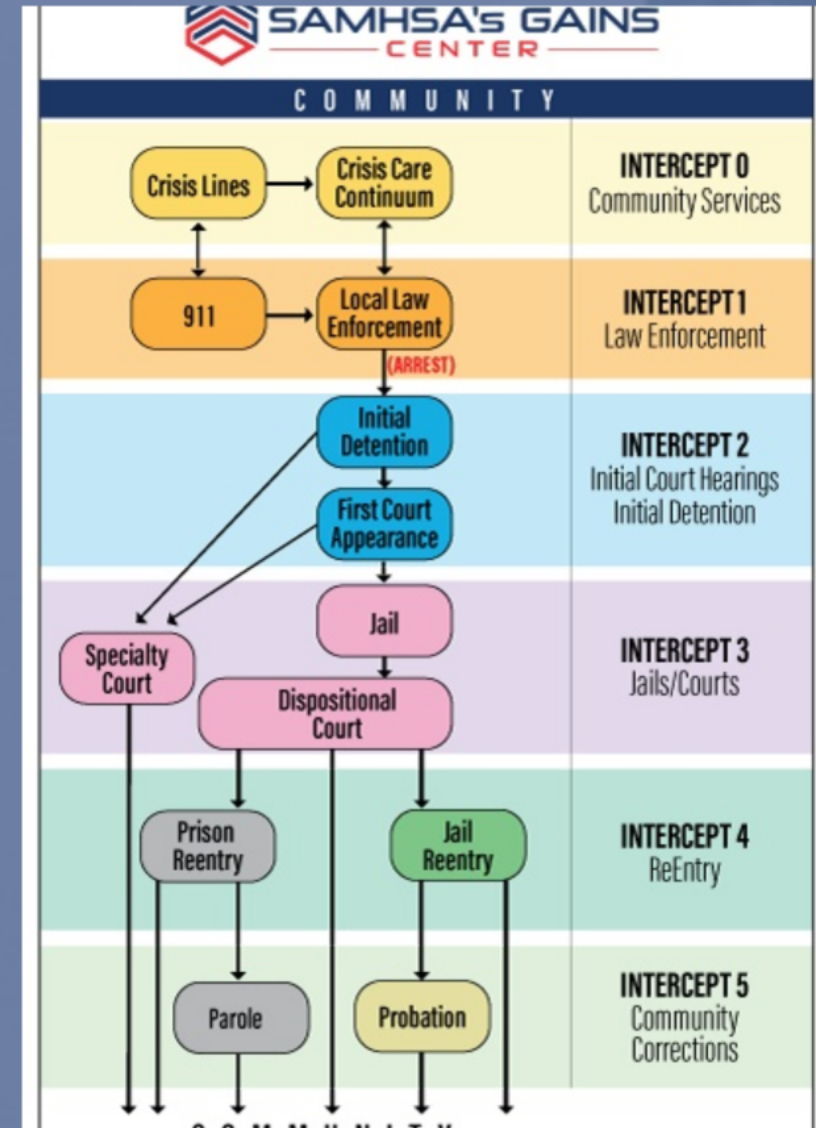 SAMHSA's GAINS
CENTER
COMMUNITY
Crisis Lines
Crisis Care
Continuum
INTERCEPT 0
Community Services
911
Local Law
Enforcement
INTERCEPT 1
Law Enforcement
(ARREST)
Initial
Detention
First Court
Appearance
INTERCEPT 2
Initial Court Hearings
Initial Detention
Jail
Specialty
Court
Dispositional
Court
INTERCEPT 3
Jails/Courts
Prison
Reentry
Jail
Reentry
INTERCEPT 4
ReEntry
Parole
Probation
INTERCEPT 5
Community
Corrections
COMMUNITY